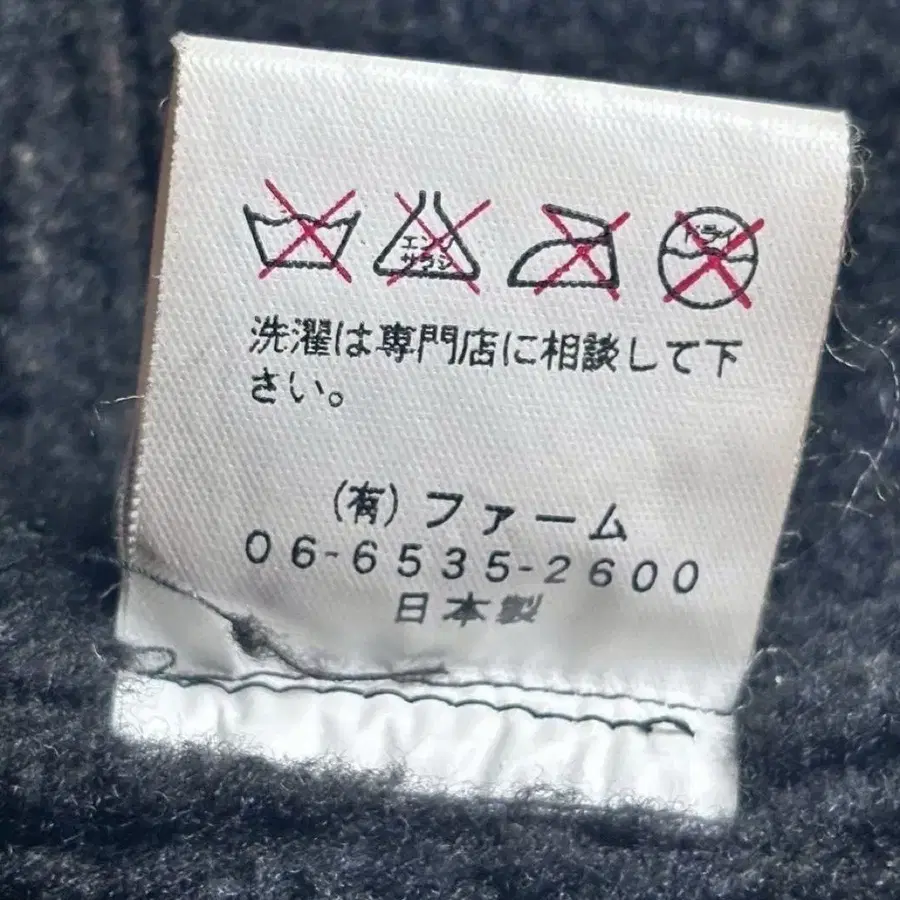 エンソ
サラシ
ドライ
洗濯は専門店に相談して下
さい。
(有)ファーム
06-6535-2600
日本製